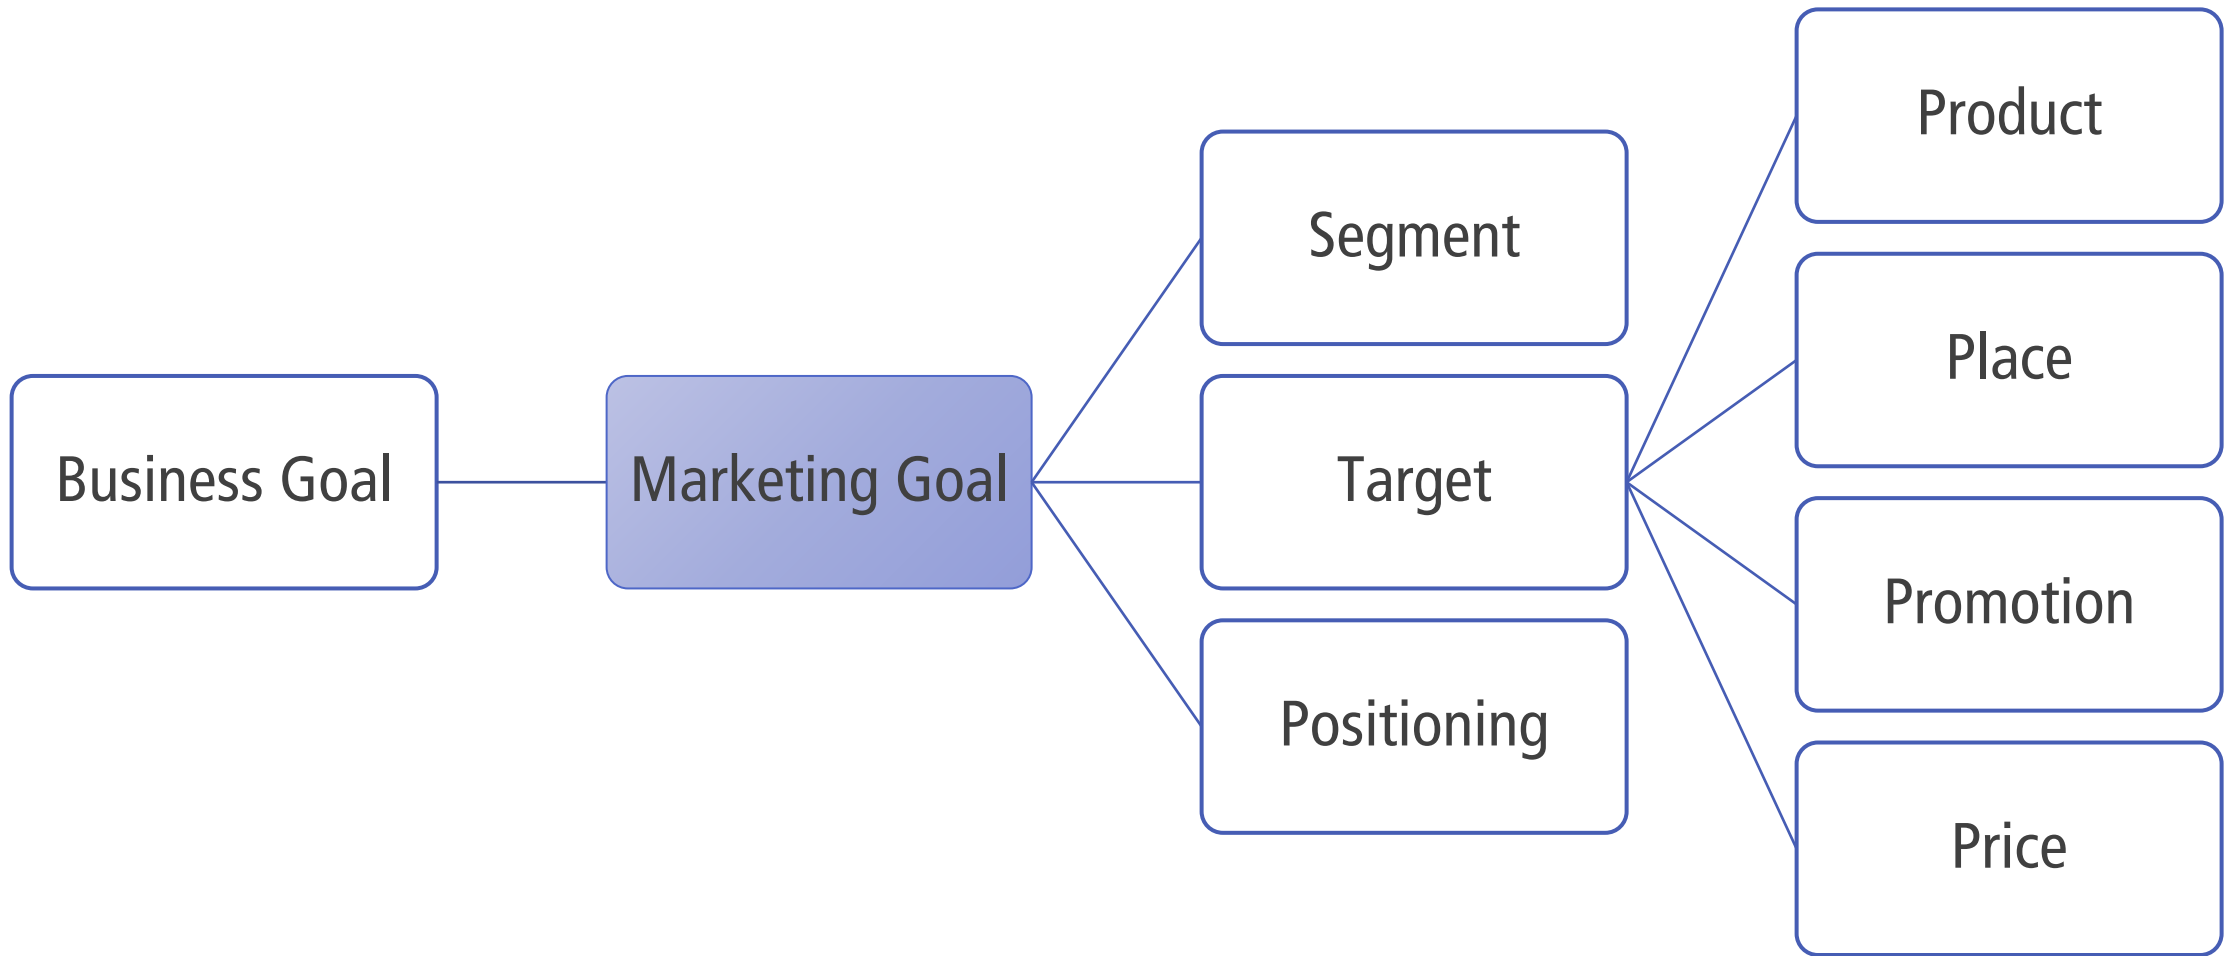 Business Goal
Marketing Goal
Segment
Target
Positioning
Product
Place
Promotion
Price